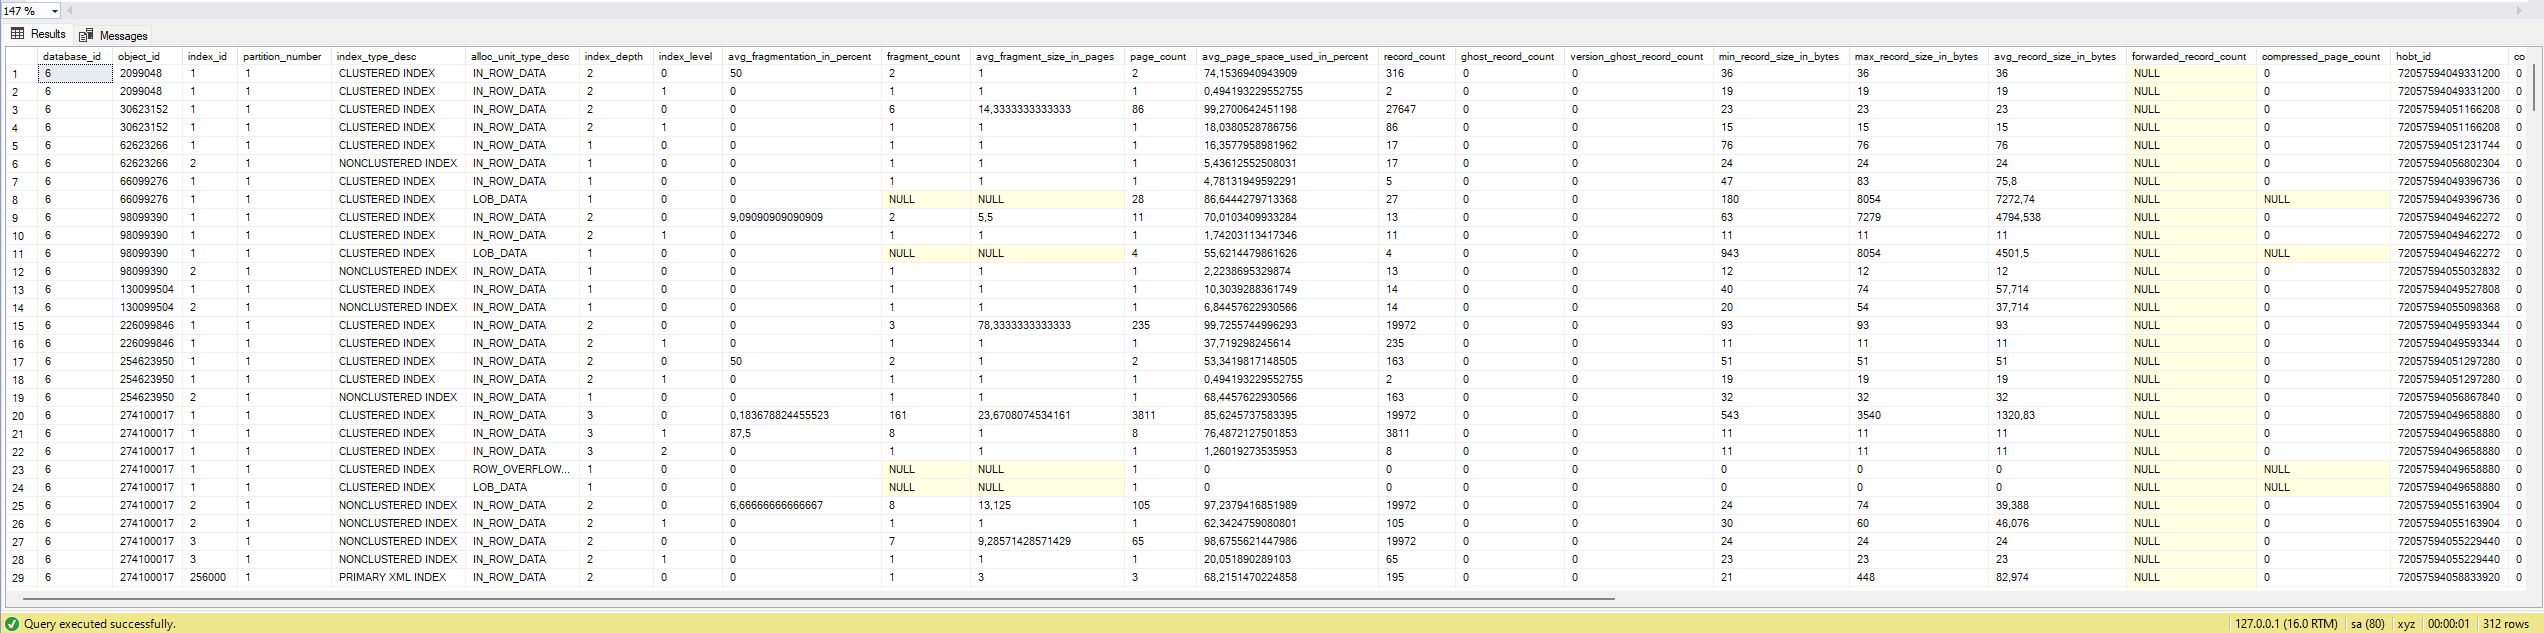 147 %
Results Messages
database_id object_id index_id partition_number index_type_desc alloc_unit_type_desc index_depth index_level avg_fragmentation_in_percent fragment_count avg_fragment_size_in_pages page_count avg_page_space_used_in_percent record_count ghost_record_count version_ghost_record_count min_record_size_in_bytes max_record_size_in_bytes avg_record_size_in_bytes forwarded_record_count compressed_page_count hobt_id co
1 6 2099048 1 1 CLUSTERED INDEX IN_ROW_DATA 2 0 50 2 1 2 74,1536940943909 316 0 0 36 36 36 NULL 0 72057594049331200 0
2 6 2099048 1 1 CLUSTERED INDEX IN_ROW_DATA 2 1 0 1 1 1 0,494193229552755 2 0 0 19 19 19 NULL 0 72057594049331200 0
3 6 30623152 1 1 CLUSTERED INDEX IN_ROW_DATA 2 0 0 6 14,3333333333333 86 99,2700642451198 27647 0 0 23 23 23 NULL 0 72057594051166208 0
4 6 30623152 1 1 CLUSTERED INDEX IN_ROW_DATA 2 1 0 1 1 1 18,0380528786756 86 0 0 15 15 15 NULL 0 72057594051166208 0
5 6 62623266 1 1 CLUSTERED INDEX IN_ROW_DATA 1 0 0 1 1 1 16,3577958981962 17 0 0 76 76 76 NULL 0 72057594051231744 0
6 6 62623266 2 1 NONCLUSTERED INDEX IN_ROW_DATA 1 0 0 1 1 1 5,43612552508031 17 0 0 24 24 24 NULL 0 72057594056802304 0
7 6 66099276 1 1 CLUSTERED INDEX IN_ROW_DATA 1 0 0 1 1 1 4,78131949592291 5 0 0 47 83 75,8 NULL 0 72057594049396736 0
8 6 66099276 1 1 CLUSTERED INDEX LOB_DATA 1 0 0 NULL NULL 28 86,6444279713368 27 0 0 180 8054 7272,74 NULL NULL 72057594049396736 0
9 6 98099390 1 1 CLUSTERED INDEX IN_ROW_DATA 2 0 9,09090909090909 2 5,5 11 70,0103409933284 13 0 0 63 7279 4794,538 NULL 0 72057594049462272 0
10 6 98099390 1 1 CLUSTERED INDEX IN_ROW_DATA 2 1 0 1 1 1 1,74203113417346 11 0 0 11 11 11 NULL 0 72057594049462272 0
11 6 98099390 1 1 CLUSTERED INDEX LOB_DATA 1 0 0 NULL NULL 4 55,6214479861626 4 0 0 943 8054 4501,5 NULL NULL 72057594049462272 0
12 6 98099390 2 1 NONCLUSTERED INDEX IN_ROW_DATA 1 0 0 1 1 1 2,2238695329874 13 0 0 12 12 12 NULL 0 72057594055032832 0
13 6 130099504 1 1 CLUSTERED INDEX IN_ROW_DATA 1 0 0 1 1 1 10,3039288361749 14 0 0 40 74 57,714 NULL 0 72057594049527808 0
14 6 130099504 2 1 NONCLUSTERED INDEX IN_ROW_DATA 1 0 0 1 1 1 6,84457622930566 14 0 0 20 54 37,714 NULL 0 72057594055098368 0
15 6 226099846 1 1 CLUSTERED INDEX IN_ROW_DATA 2 0 0 3 78,3333333333333 235 99,7255744996293 19972 0 0 93 93 93 NULL 0 72057594049593344 0
16 6 226099846 1 1 CLUSTERED INDEX IN_ROW_DATA 2 1 0 1 1 1 37,719298245614 235 0 0 11 11 11 NULL 0 72057594049593344 0
17 6 254623950 1 1 CLUSTERED INDEX IN_ROW_DATA 2 0 50 2 1 2 53,3419817148505 163 0 0 51 51 51 NULL 0 72057594051297280 0
18 6 254623950 1 1 CLUSTERED INDEX IN_ROW_DATA 2 1 0 1 1 1 0,494193229552755 2 0 0 19 19 19 NULL 0 72057594051297280 0
19 6 254623950 2 1 NONCLUSTERED INDEX IN_ROW_DATA 1 0 0 1 1 1 68,4457622930566 163 0 0 32 32 32 NULL 0 72057594056867840 0
20 6 274100017 1 1 CLUSTERED INDEX IN_ROW_DATA 3 0 0,183678824455523 161 23,6708074534161 3811 85,6245737583395 19972 0 0 543 3540 1320,83 NULL 0 72057594049658880 0
21 6 274100017 1 1 CLUSTERED INDEX IN_ROW_DATA 3 1 87,5 8 1 8 76,4872127501853 3811 0 0 11 11 11 NULL 0 72057594049658880 0
22 6 274100017 1 1 CLUSTERED INDEX IN_ROW_DATA 3 2 0 1 1 1 1,26019273535953 8 0 0 11 11 11 NULL 0 72057594049658880 0
23 6 274100017 1 1 CLUSTERED INDEX ROW_OVERFLOW... 1 0 0 NULL NULL 1 0 0 0 0 0 0 0 NULL NULL 72057594049658880 0
24 6 274100017 1 1 CLUSTERED INDEX LOB_DATA 1 0 0 NULL NULL 1 0 0 0 0 0 0 0 NULL NULL 72057594049658880 0
25 6 274100017 2 1 NONCLUSTERED INDEX IN_ROW_DATA 2 0 6,66666666666667 8 13,125 105 97,2379416851989 19972 0 0 24 74 39,388 NULL 0 72057594055163904 0
26 6 274100017 2 1 NONCLUSTERED INDEX IN_ROW_DATA 2 1 0 1 1 1 62,3424759080801 105 0 0 30 60 46,076 NULL 0 72057594055163904 0
27 6 274100017 3 1 NONCLUSTERED INDEX IN_ROW_DATA 2 0 0 7 9,28571428571429 65 98,6755621447986 19972 0 0 24 24 24 NULL 0 72057594055229440 0
28 6 274100017 3 1 NONCLUSTERED INDEX IN_ROW_DATA 2 1 0 1 1 1 20,051890289103 65 0 0 23 23 23 NULL 0 72057594055229440 0
29 6 274100017 256000 1 PRIMARY XML INDEX IN_ROW_DATA 2 0 0 1 3 3 68,2151470224858 195 0 0 21 448 82,974 NULL 0 72057594058833920 0
Query executed successfully. 127.0.0.1 (16.0 RTM) sa (80) xyz 00:00:01 312 rows